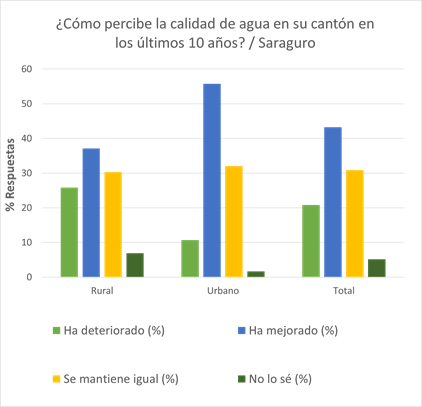 ¿Cómo percibe la calidad de agua en su cantón en
los últimos 10 años? / Saraguro
% Respuestas
60
50
40
30
20
10
0
Rural
Urbano
Total
Ha deteriorado (%)
Ha mejorado (%)
Se mantiene igual (%)
No lo sé (%)